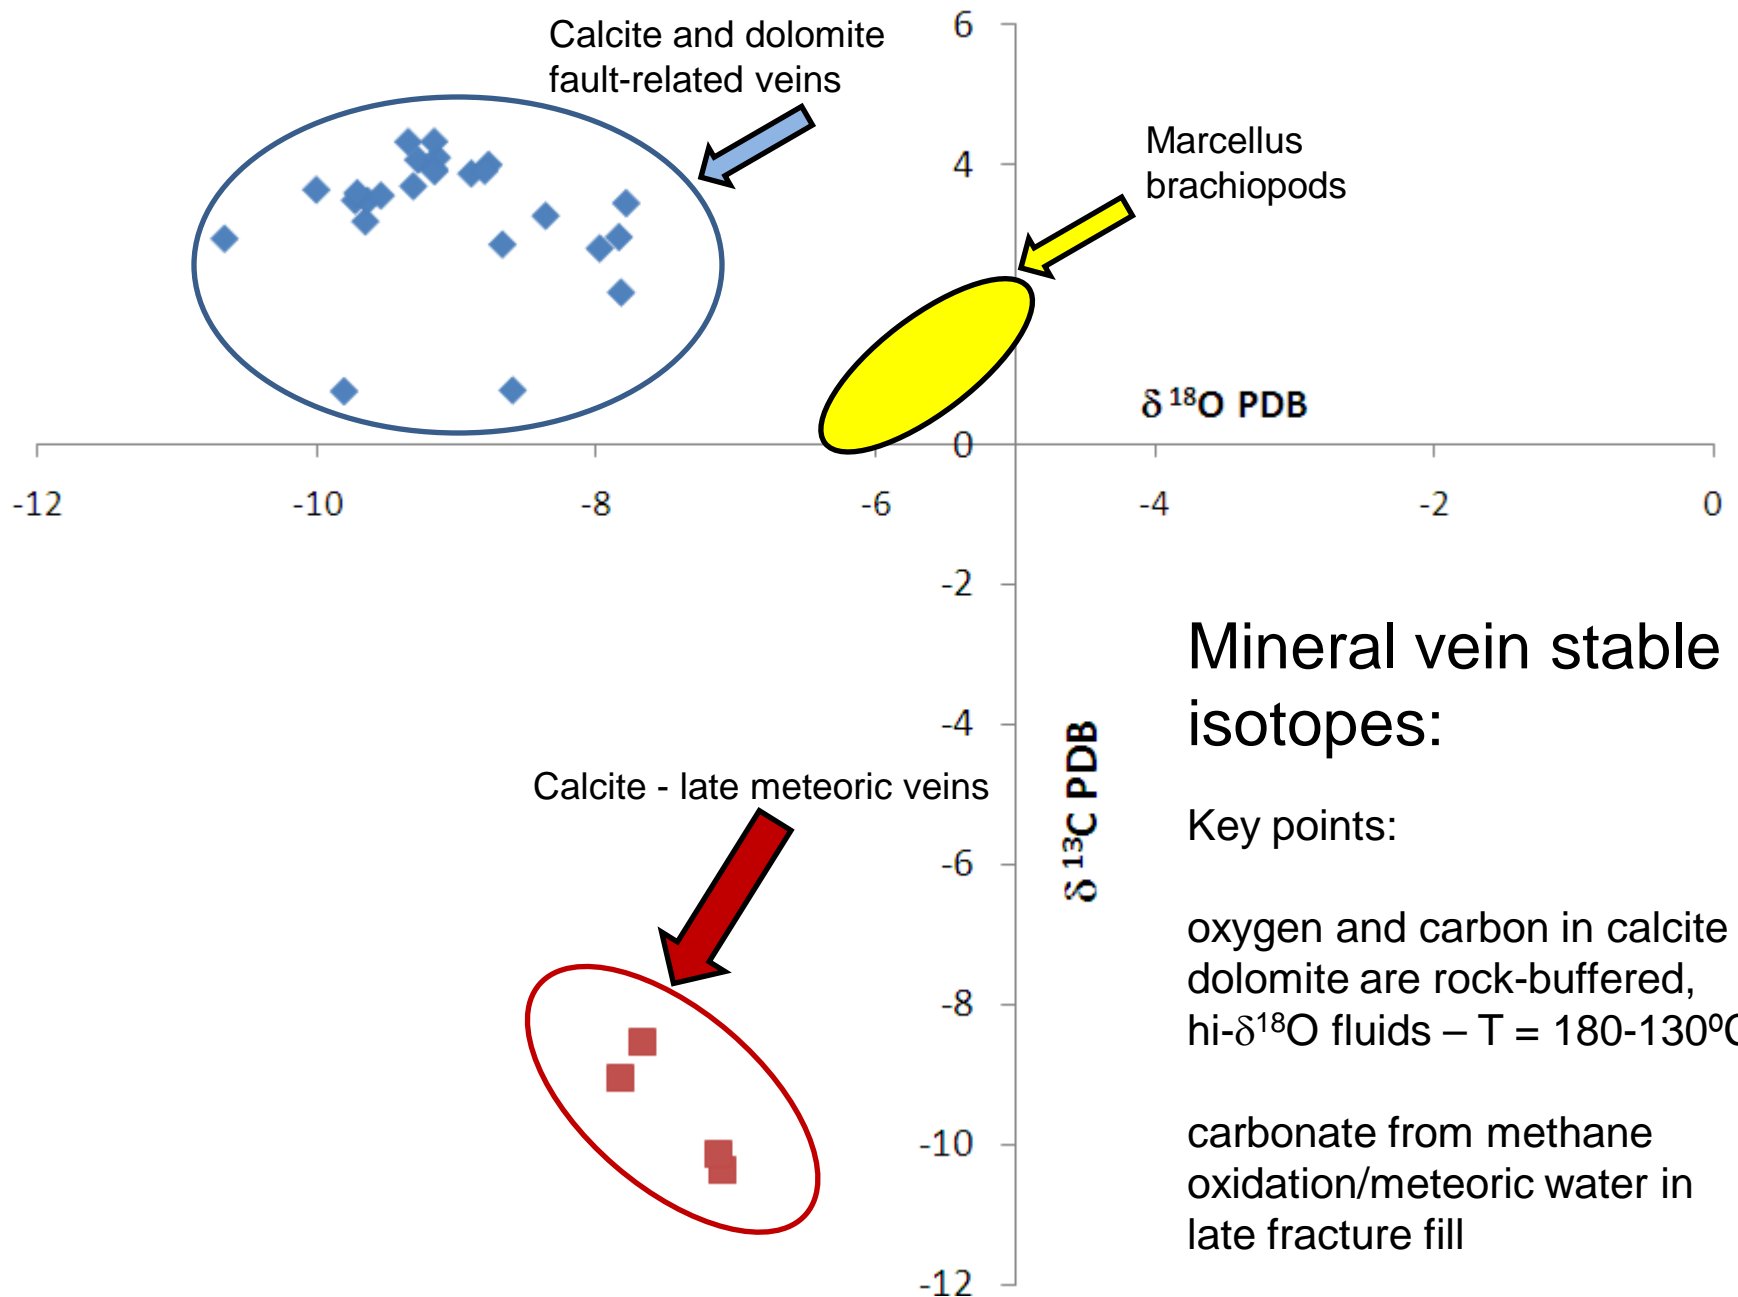 Calcite and dolomite
fault-related veins
Marcellus
brachiopods
6
4
δ ¹⁸O PDB
0
-12
-10
-8
-6
-4
-2
0
-2
-4
δ ¹³C PDB
-6
-8
-10
-12
Calcite - late meteoric veins
Mineral vein stable
isotopes:
Key points:
oxygen and carbon in calcite
dolomite are rock-buffered,
hi-δ¹⁸O fluids – T = 180-130ºC
carbonate from methane
oxidation/meteoric water in
late fracture fill